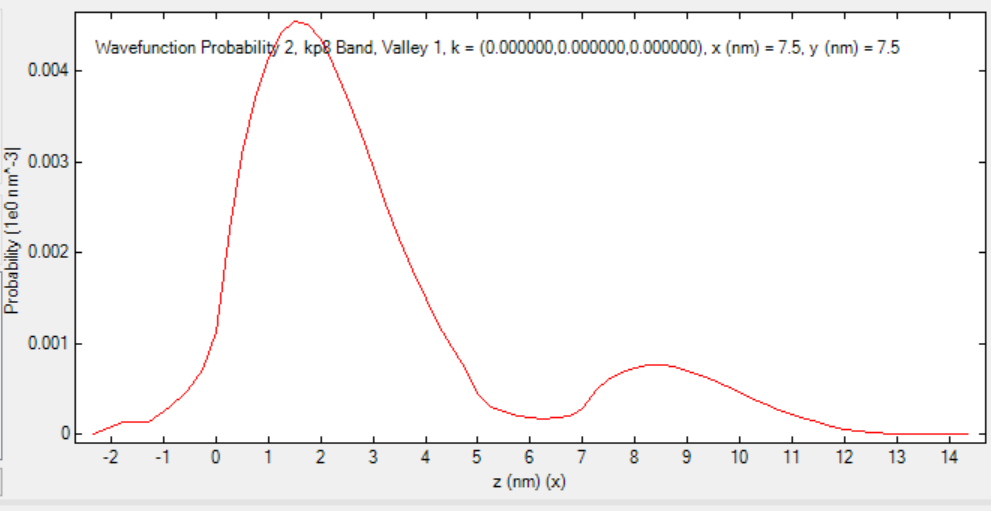 Wavefunction Probability 2, kp8 Band, Valley 1, k = (0.000000,0.000000,0.000000), x (nm) = 7.5, y (nm) = 7.5
Probability [1e0 nm^-3]
0.004
0.003
0.002
0.001
0
-2 -1 0 1 2 3 4 5 6 7 8 9 10 11 12 13 14
z (nm) (x)